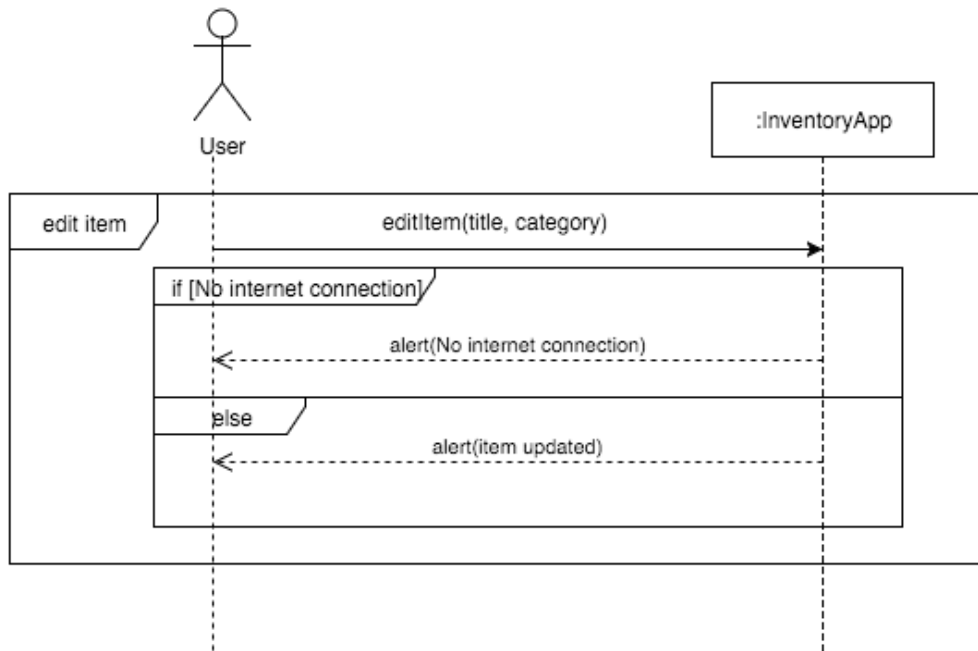 User
:InventoryApp
edit item
editItem(title, category)
if [No internet connection]
alert(No internet connection)
else
alert(item updated)